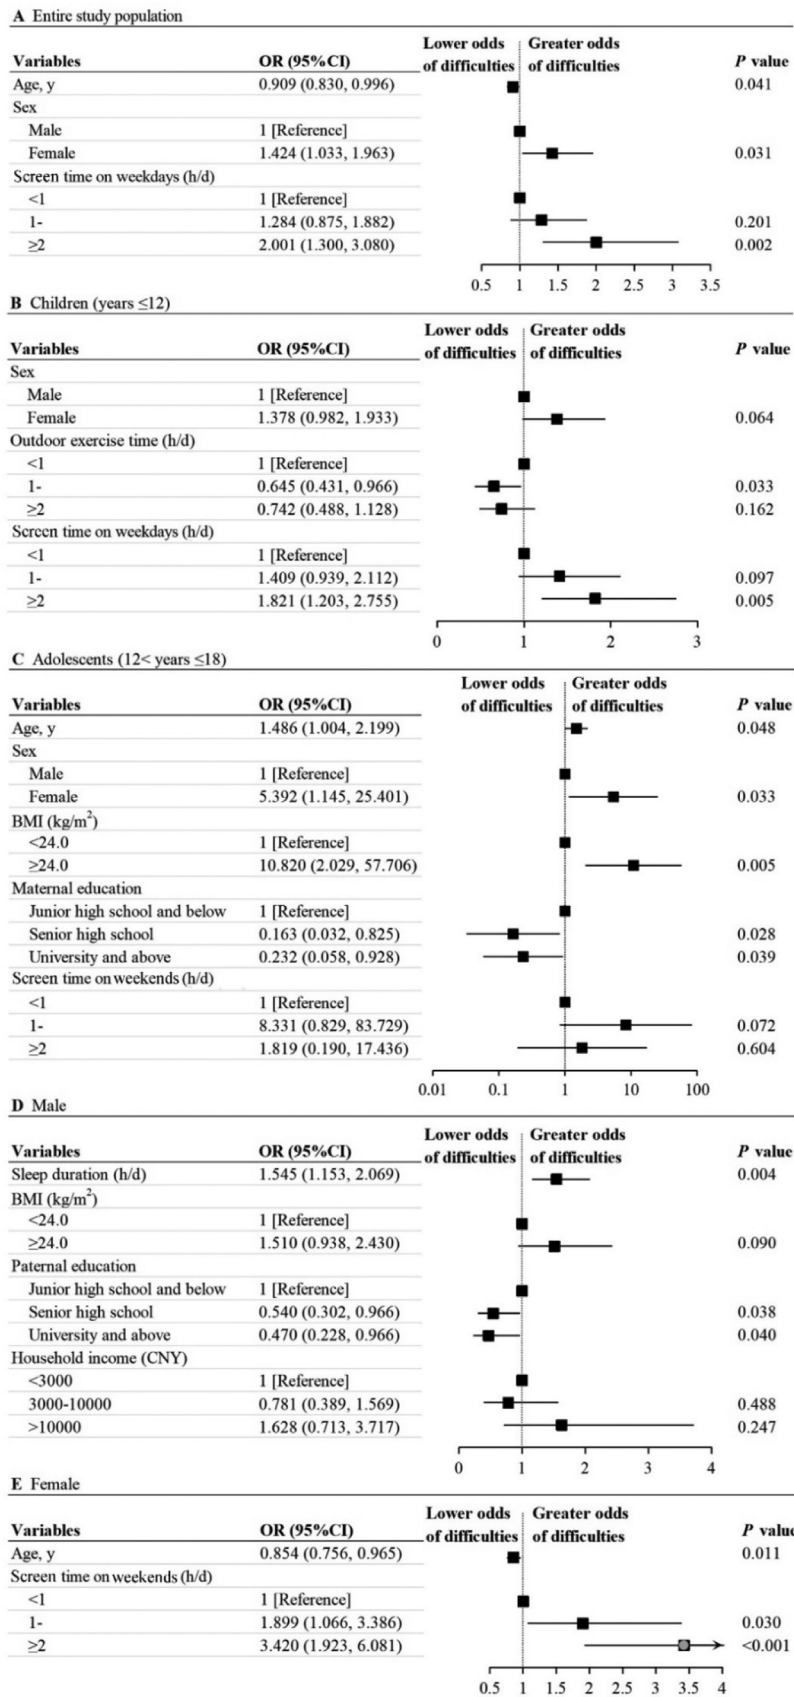 A Entire study population
Lower odds Greater odds
Variables OR (95%CI) of difficulties of difficulties P value
Age, y 0.909 (0.830, 0.996) 0.041
Sex
Male 1 [Reference]
Female 1.424 (1.033, 1.963) 0.031
Screen time on weekdays (h/d)
<1 1 [Reference]
1- 1.284 (0.875, 1.882) 0.201
≥2 2.001 (1.300, 3.080) 0.002
0.5 1 1.5 2 2.5 3 3.5
B Children (years ≤12)
Lower odds Greater odds
Variables OR (95%CI) of difficulties of difficulties P value
Sex
Male 1 [Reference]
Female 1.378 (0.982, 1.933) 0.064
Outdoor exercise time (h/d)
<1 1 [Reference]
1- 0.645 (0.431, 0.966) 0.033
≥2 0.742 (0.488, 1.128) 0.162
Screen time on weekdays (h/d)
<1 1 [Reference]
1- 1.409 (0.939, 2.112) 0.097
≥2 1.821 (1.203, 2.755) 0.005
0 1 2 3
C Adolescents (12< years ≤18)
Lower odds Greater odds
Variables OR (95%CI) of difficulties of difficulties P value
Age, y 1.486 (1.004, 2.199) 0.048
Sex
Male 1 [Reference]
Female 5.392 (1.145, 25.401) 0.033
BMI (kg/m²)
<24.0 1 [Reference]
≥24.0 10.820 (2.029, 57.706) 0.005
Maternal education
Junior high school and below 1 [Reference]
Senior high school 0.163 (0.032, 0.825) 0.028
University and above 0.232 (0.058, 0.928) 0.039
Screen time on weekends (h/d)
<1 1 [Reference]
1- 8.331 (0.829, 83.729) 0.072
≥2 1.819 (0.190, 17.436) 0.604
0.01 0.1 1 10 100
D Male
Lower odds Greater odds
Variables OR (95%CI) of difficulties of difficulties P value
Sleep duration (h/d) 1.545 (1.153, 2.069) 0.004
BMI (kg/m²)
<24.0 1 [Reference]
≥24.0 1.510 (0.938, 2.430) 0.090
Paternal education
Junior high school and below 1 [Reference]
Senior high school 0.540 (0.302, 0.966) 0.038
University and above 0.470 (0.228, 0.966) 0.040
Household income (CNY)
<3000 1 [Reference]
3000-10000 0.781 (0.389, 1.569) 0.488
>10000 1.628 (0.713, 3.717) 0.247
0 1 2 3 4
E Female
Lower odds Greater odds
Variables OR (95%CI) of difficulties of difficulties P value
Age, y 0.854 (0.756, 0.965) 0.011
Screen time on weekends (h/d)
<1 1 [Reference]
1- 1.899 (1.066, 3.386) 0.030
≥2 3.420 (1.923, 6.081) <0.001
0.5 1 1.5 2 2.5 3 3.5 4